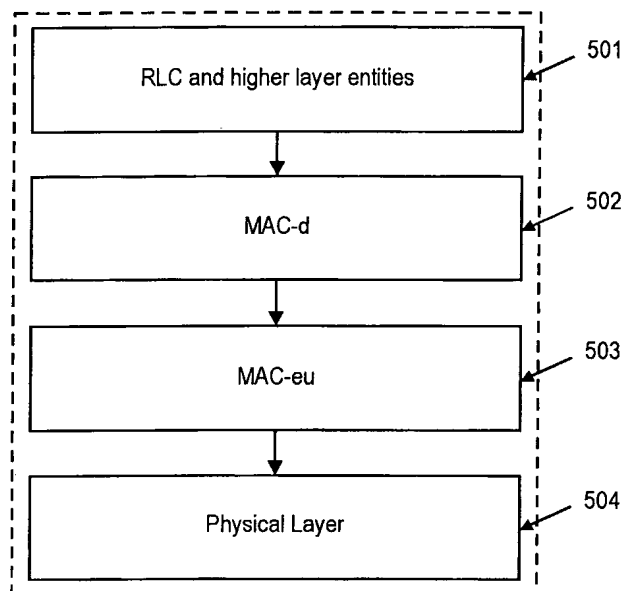 RLC and higher layer entities
501
MAC-d
502
MAC-eu
503
Physical Layer
504